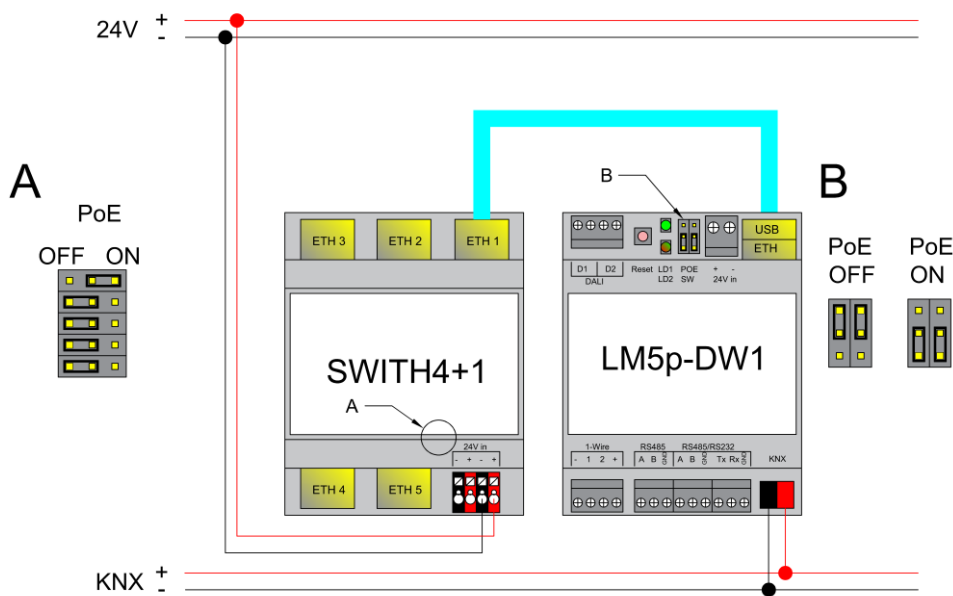 24V + -
A
PoE
OFF ON
B
B
PoE OFF
PoE ON
ETH 3 ETH 2 ETH 1
USB
ETH
D1 D2
DALI
Reset LD1 POE + -
LD2 SW 24V in
SWITH4+1
LM5p-DW1
A
24V in
- + - +
1-Wire RS485 RS485/RS232
- 1 2 + A B GND A B GND Tx Rx GND KNX
ETH 4 ETH 5
KNX + -